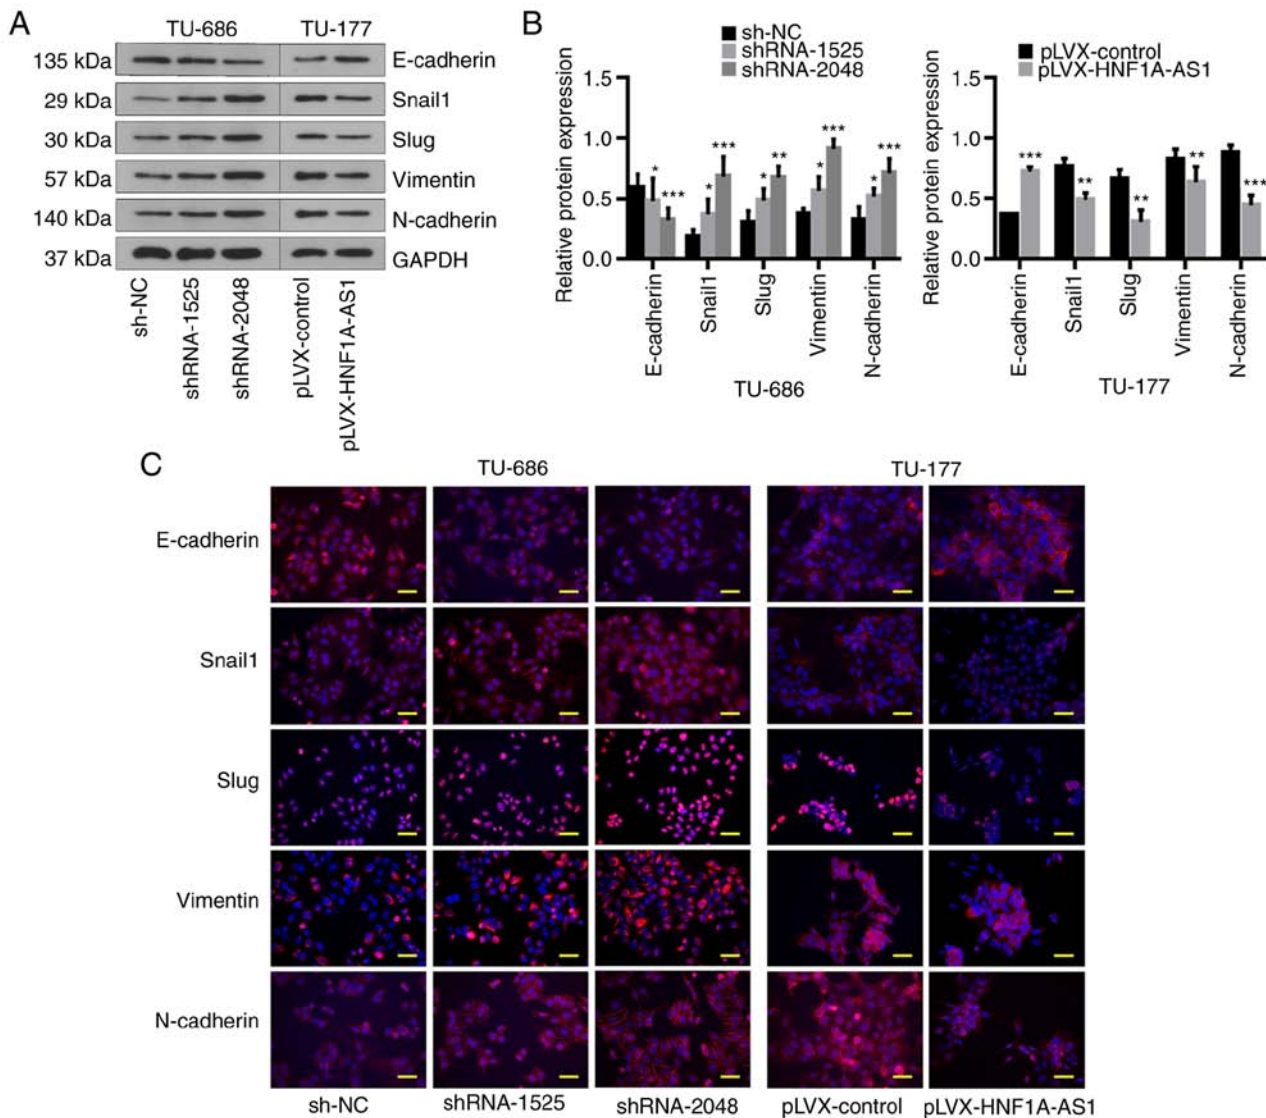 A
TU-686 TU-177
135 kDa E-cadherin
29 kDa Snail1
30 kDa Slug
57 kDa Vimentin
140 kDa N-cadherin
37 kDa GAPDH
sh-NC
shRNA-1525
shRNA-2048
pLVX-control
pLVX-HNF1A-AS1
B
sh-NC
shRNA-1525
shRNA-2048
Relative protein expression
1.5
1.0
0.5
0.0
* *** * *** * ** * *** * ***
E-cadherin
Snail1
Slug
Vimentin
N-cadherin
TU-686
pLVX-control
pLVX-HNF1A-AS1
Relative protein expression
1.5
1.0
0.5
0.0
*** ** ** ** ***
E-cadherin
Snail1
Slug
Vimentin
N-cadherin
TU-177
C
TU-686 TU-177
E-cadherin
Snail1
Slug
Vimentin
N-cadherin
sh-NC shRNA-1525 shRNA-2048 pLVX-control pLVX-HNF1A-AS1